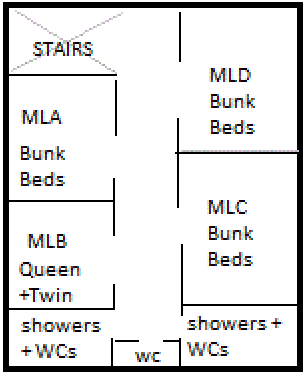 STAIRS
MLA
Bunk
Beds
MLB
Queen
+Twin
showers
+ WCs
wc
MLD
Bunk
Beds
MLC
Bunk
Beds
showers +
WCs